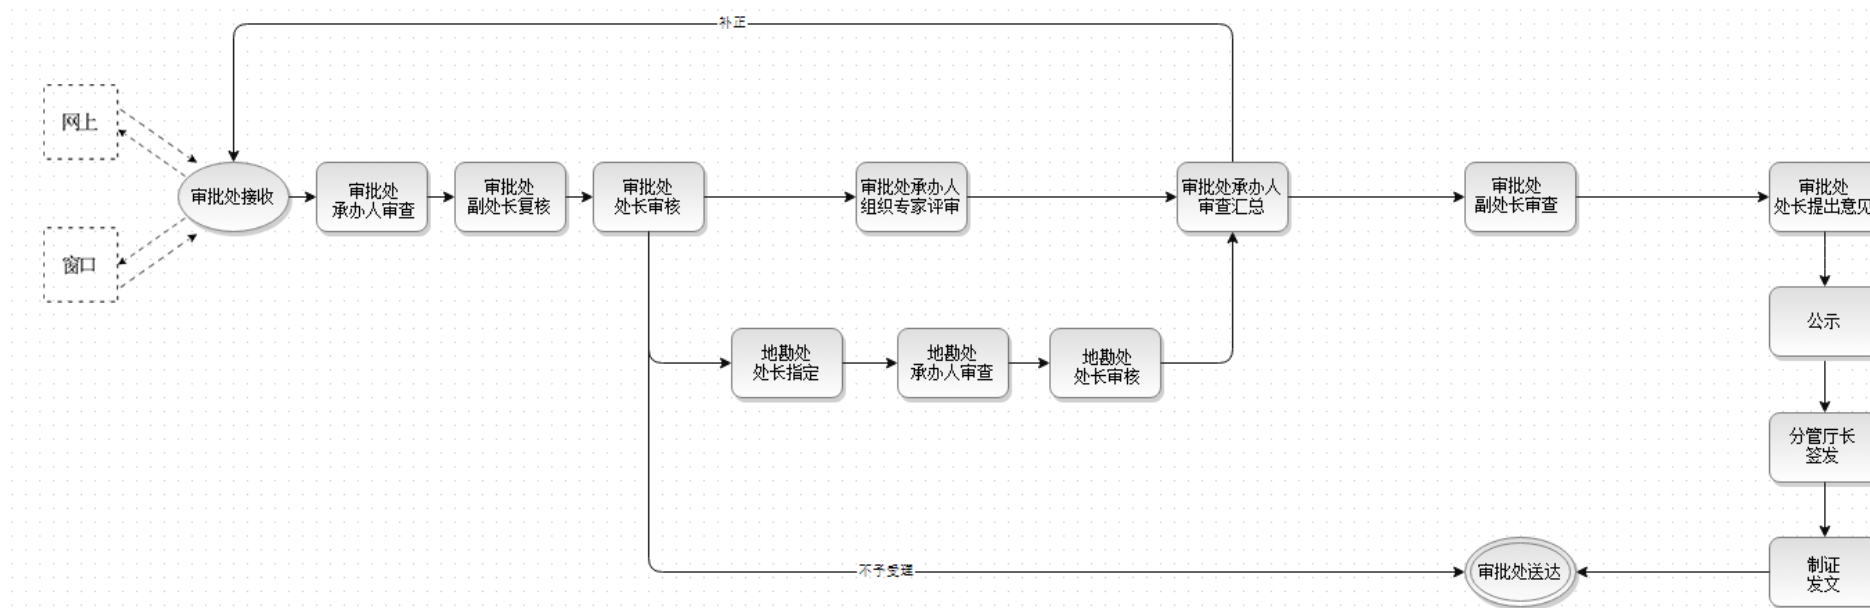 补正
网上
审批处接收
审批处
承办人审查
审批处
副处长复核
审批处
处长审核
审批处承办人
组织专家评审
审批处承办人
审查汇总
审批处
副处长审查
审批处
处长提出意见
窗口
公示
地勘处
处长指定
地勘处
承办人审查
地勘处
处长审核
分管厅长
签发
不予受理
审批处送达
制证
发文